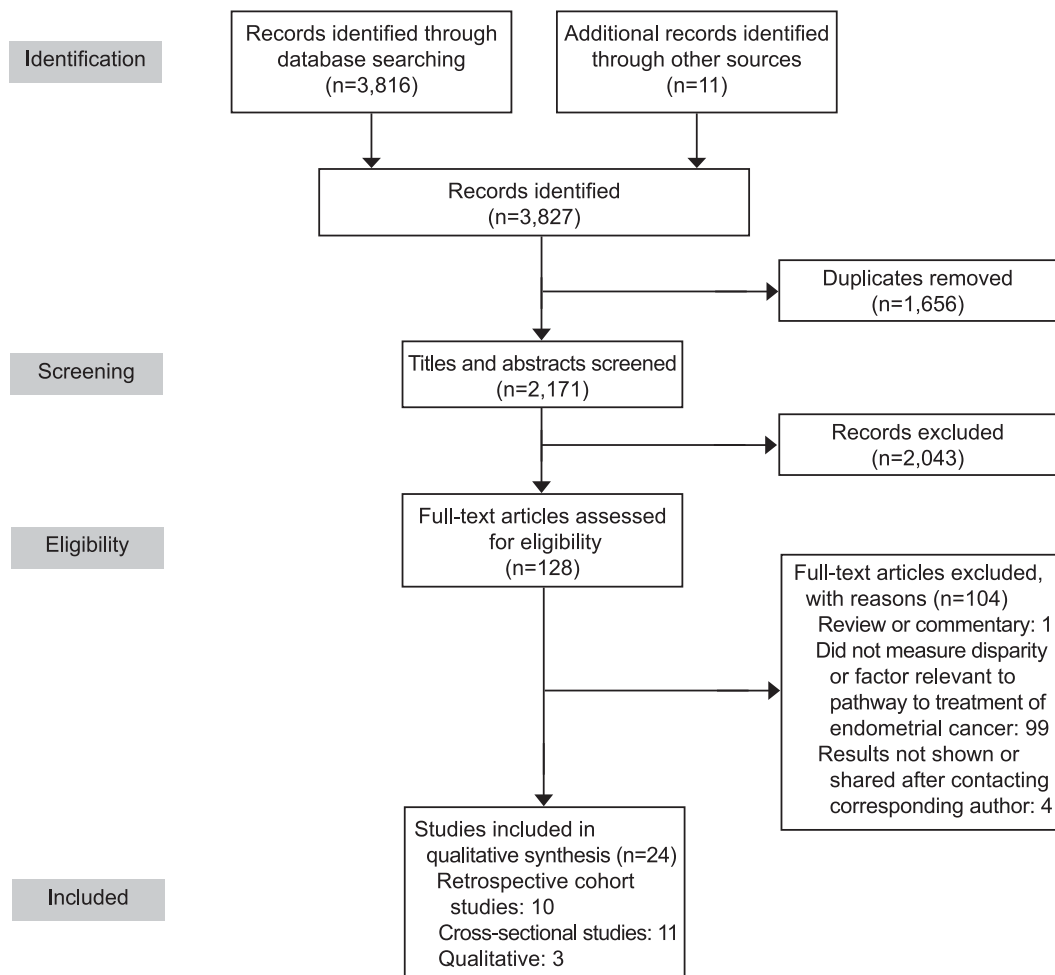 Identification
Records identified through
database searching
(n=3,816)
Additional records identified
through other sources
(n=11)
Records identified
(n=3,827)
Duplicates removed
(n=1,656)
Screening
Titles and abstracts screened
(n=2,171)
Records excluded
(n=2,043)
Eligibility
Full-text articles assessed
for eligibility
(n=128)
Full-text articles excluded,
with reasons (n=104)
Review or commentary: 1
Did not measure disparity
or factor relevant to
pathway to treatment of
endometrial cancer: 99
Results not shown or
shared after contacting
corresponding author: 4
Included
Studies included in
qualitative synthesis (n=24)
Retrospective cohort
studies: 10
Cross-sectional studies: 11
Qualitative: 3